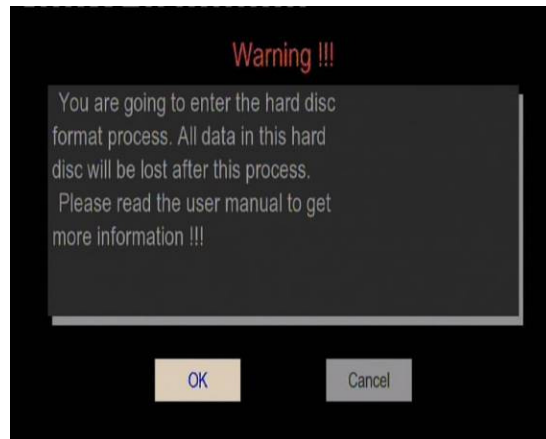 Warning !!!
You are going to enter the hard disc
format process. All data in this hard
disc will be lost after this process.
Please read the user manual to get
more information !!!
OK
Cancel